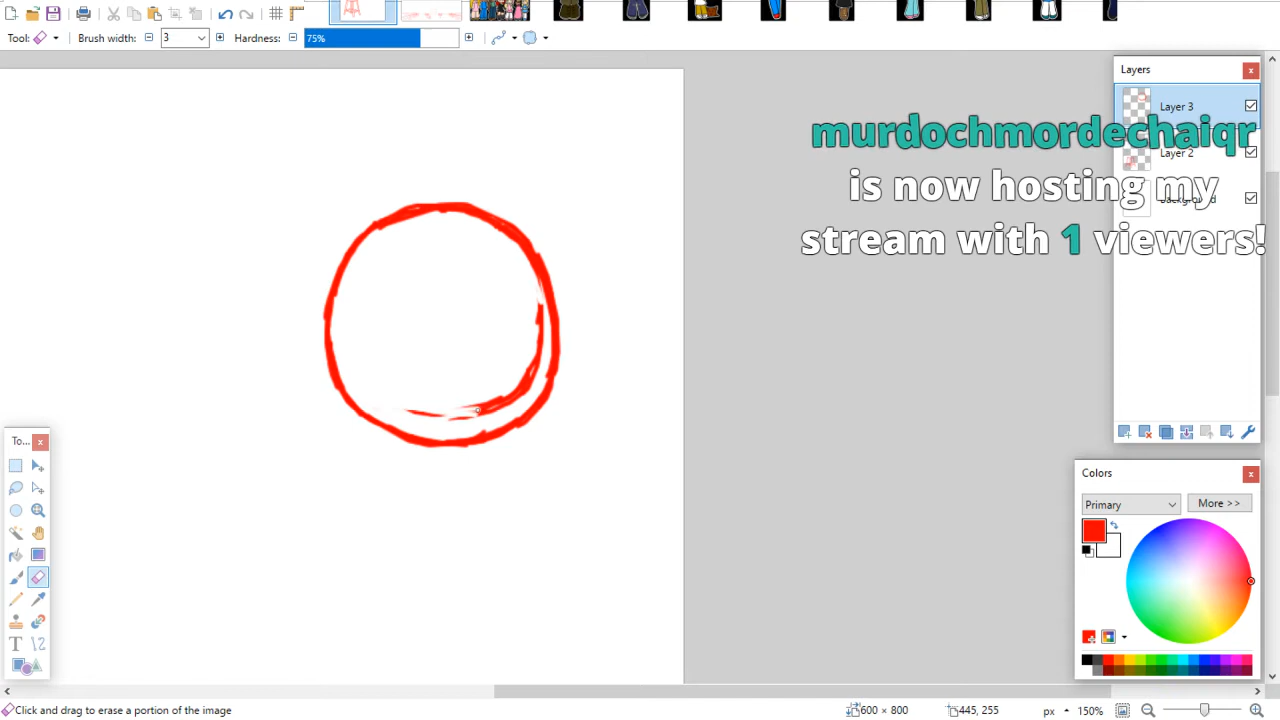 Tool:
Brush width:
3
Hardness:
75%
Layers
Layer 3
murdochmordechaiqr
Layer 2
is now hosting my
Background
stream with 1 viewers!
To...
Colors
Primary
More >>
T
Click and drag to erase a portion of the image
600 × 800
445, 255
px
150%